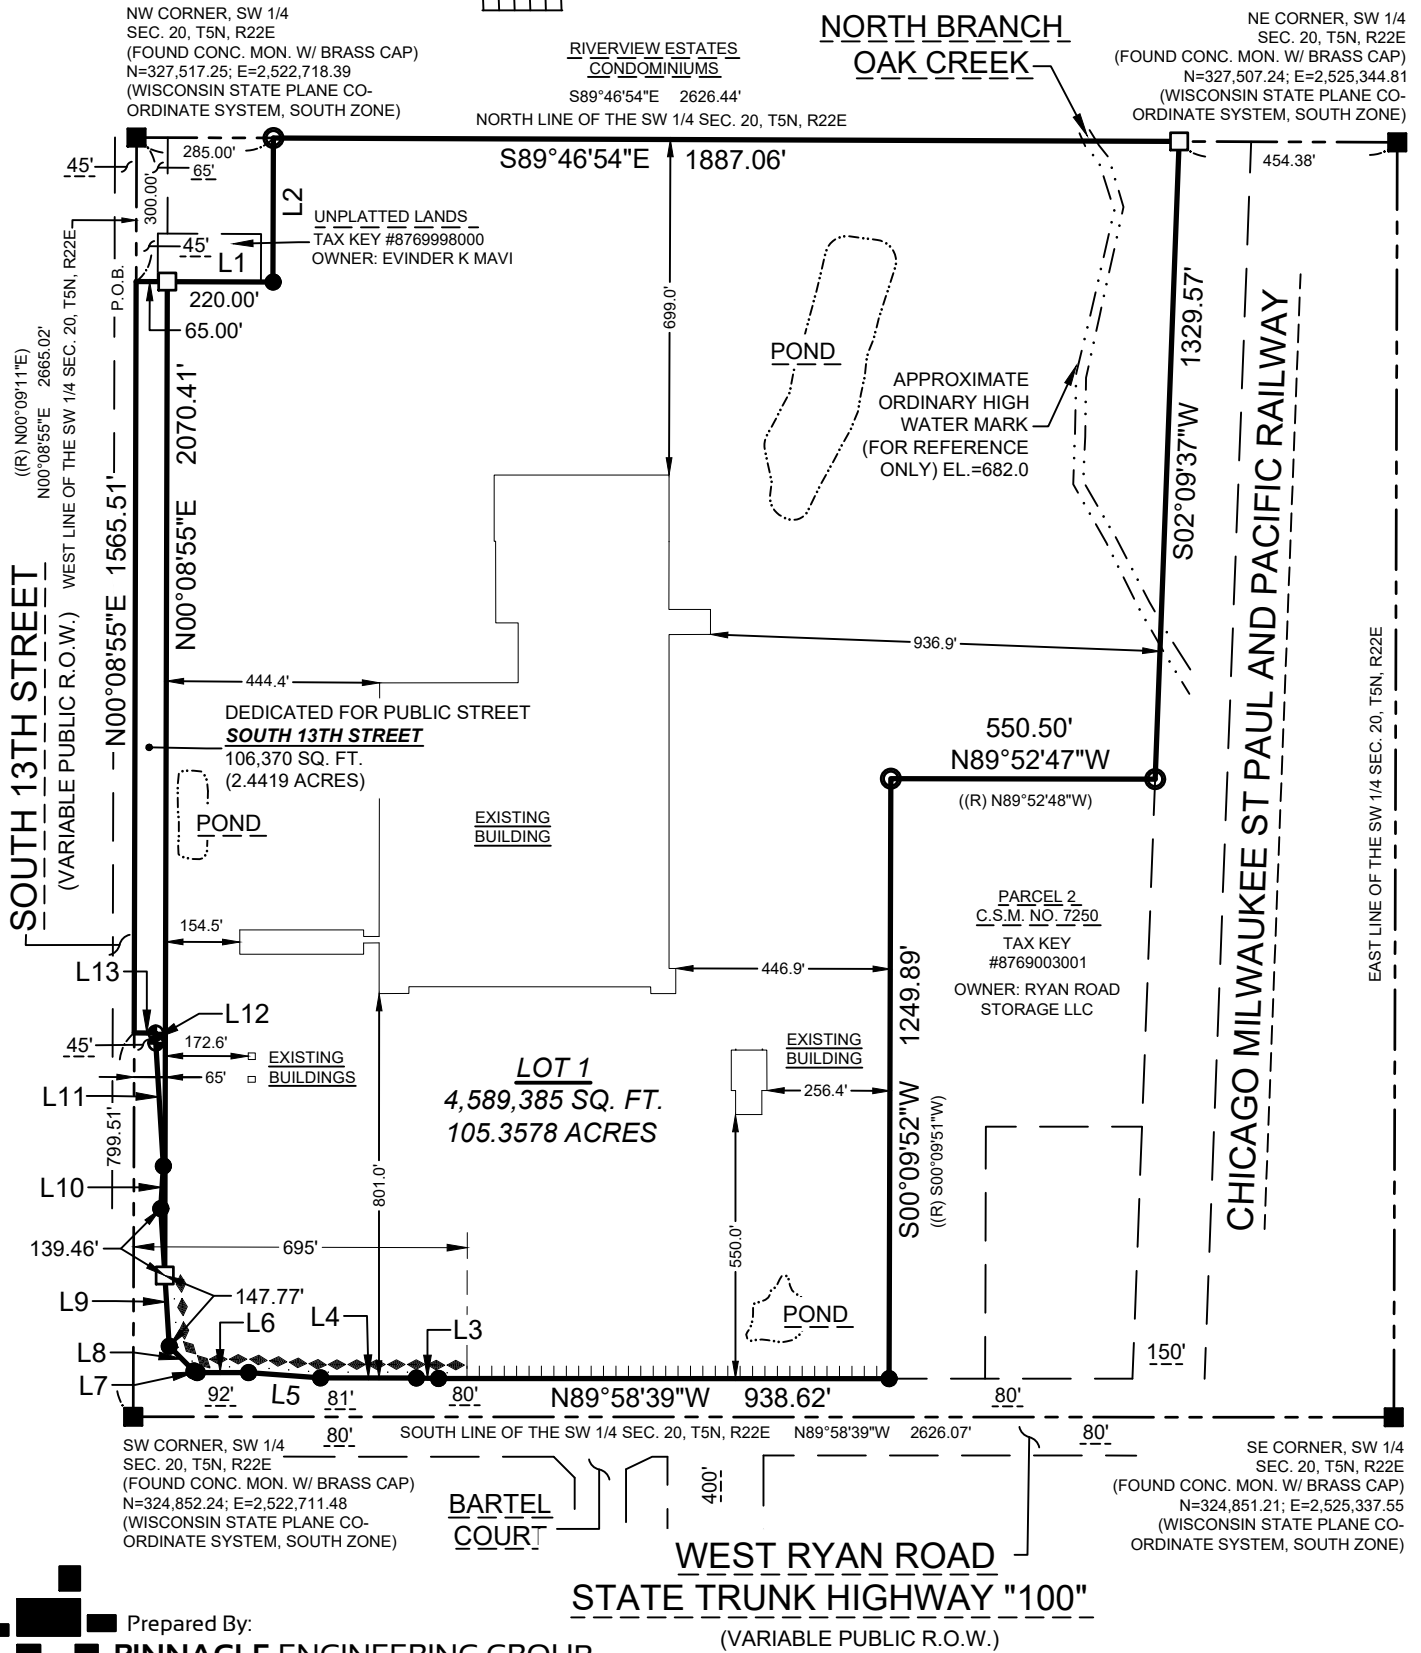 NW CORNER, SW 1/4
SEC. 20, T5N, R22E
(FOUND CONC. MON. W/ BRASS CAP)
N=327,517.25; E=2,522,718.39
(WISCONSIN STATE PLANE CO-
ORDINATE SYSTEM, SOUTH ZONE)
RIVERVIEW ESTATES
CONDOMINIUMS
S89°46'54"E 2626.44'
NORTH LINE OF THE SW 1/4 SEC. 20, T5N, R22E
NORTH BRANCH
OAK CREEK
NE CORNER, SW 1/4
SEC. 20, T5N, R22E
(FOUND CONC. MON. W/ BRASS CAP)
N=327,507.24; E=2,525,344.81
(WISCONSIN STATE PLANE CO-
ORDINATE SYSTEM, SOUTH ZONE)
45'
285.00'
65'
300.00'
S89°46'54"E 1887.06'
454.38'
L2
UNPLATTED LANDS
TAX KEY #8769998000
OWNER: EVINDER K MAVI
45'
L1
220.00'
65.00'
P.O.B.
((R) N00°09'11"E)
N00°08'55"E 2665.02'
WEST LINE OF THE SW 1/4 SEC. 20, T5N, R22E
699.0'
POND
APPROXIMATE
ORDINARY HIGH
WATER MARK
(FOR REFERENCE
ONLY) EL.=682.0
S02°09'37"W 1329.57'
CHICAGO MILWAUKEE ST PAUL AND PACIFIC RAILWAY
EAST LINE OF THE SW 1/4 SEC. 20, T5N, R22E
N00°08'55"E 1565.51'
N00°08'55"E 2070.41'
SOUTH 13TH STREET
(VARIABLE PUBLIC R.O.W.)
936.9'
444.4'
DEDICATED FOR PUBLIC STREET
SOUTH 13TH STREET
106,370 SQ. FT.
(2.4419 ACRES)
550.50'
N89°52'47"W
((R) N89°52'48"W)
POND
EXISTING
BUILDING
PARCEL 2
C.S.M. NO. 7250
TAX KEY
#8769003001
OWNER: RYAN ROAD
STORAGE LLC
154.5'
446.9'
L13
L12
45'
172.6'
65'
EXISTING
BUILDINGS
EXISTING
BUILDING
256.4'
L11
LOT 1
4,589,385 SQ. FT.
105.3578 ACRES
S00°09'52"W 1249.89'
((R) S00°09'51"W)
799.51'
L10
801.0'
550.0'
139.46'
695'
L9
147.77'
L6
L4
L3
POND
L8
L7
92'
L5
81'
80'
N89°58'39"W 938.62'
80'
150'
SOUTH LINE OF THE SW 1/4 SEC. 20, T5N, R22E N89°58'39"W 2626.07'
80'
80'
SW CORNER, SW 1/4
SEC. 20, T5N, R22E
(FOUND CONC. MON. W/ BRASS CAP)
N=324,852.24; E=2,522,711.48
(WISCONSIN STATE PLANE CO-
ORDINATE SYSTEM, SOUTH ZONE)
BARTEL
COURT
400'
SE CORNER, SW 1/4
SEC. 20, T5N, R22E
(FOUND CONC. MON. W/ BRASS CAP)
N=324,851.21; E=2,525,337.55
(WISCONSIN STATE PLANE CO-
ORDINATE SYSTEM, SOUTH ZONE)
WEST RYAN ROAD
STATE TRUNK HIGHWAY "100"
(VARIABLE PUBLIC R.O.W.)
Prepared By:
PINNACLE ENGINEERING GROUP